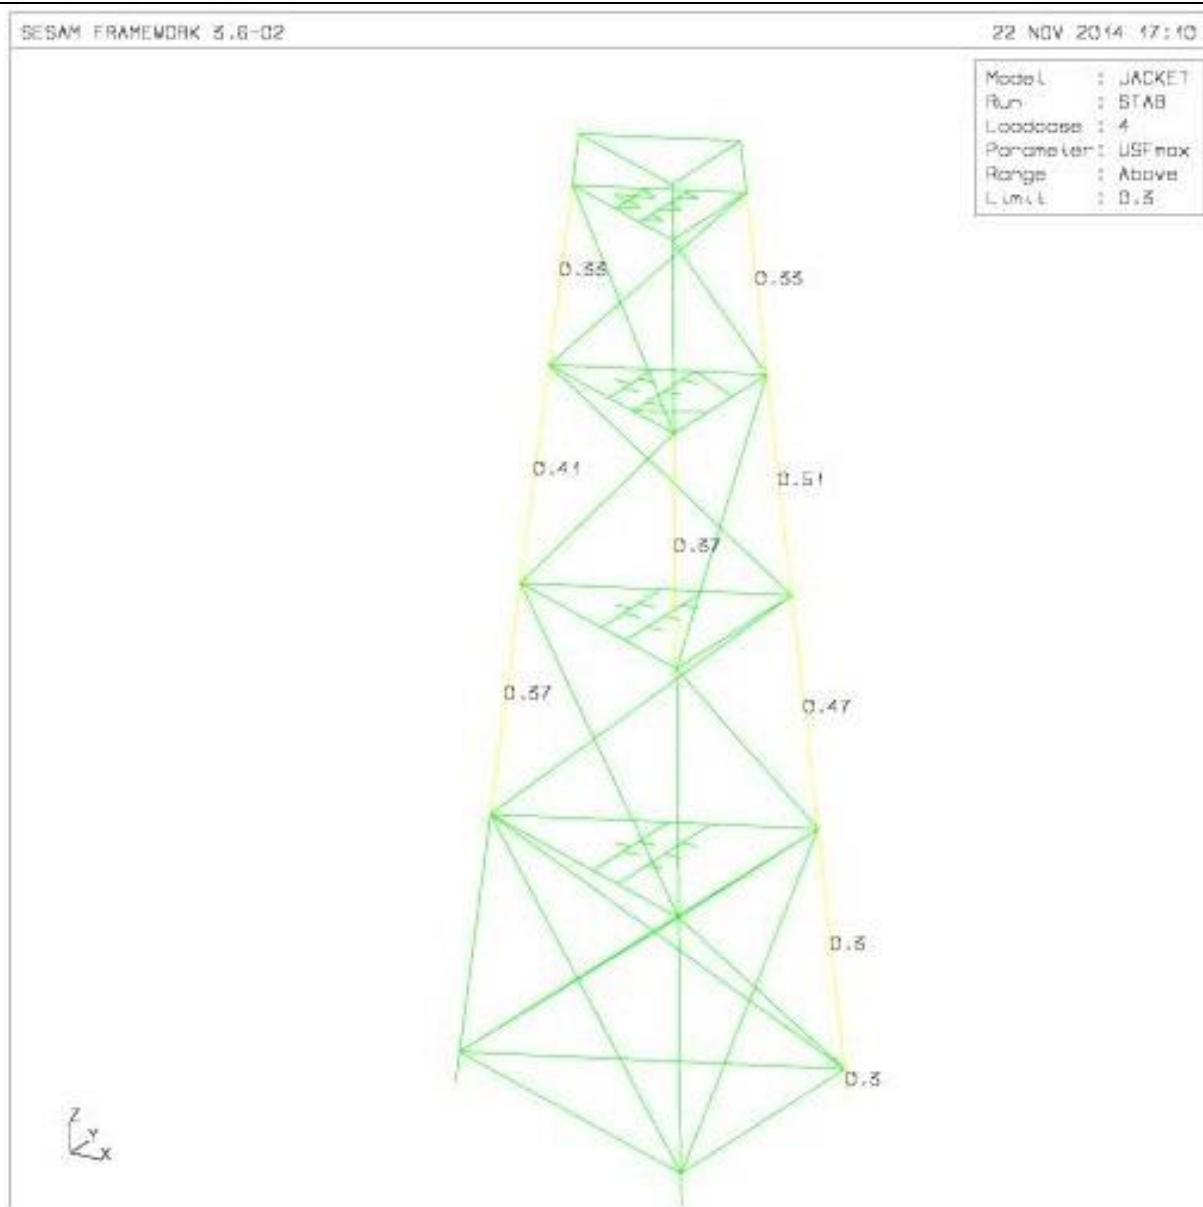 SESAM FRAMEWORK 3.6-02
22 NOV 2014 17:10
Model : JACKET
Run : STAB
Loadcase : 4
Parameter: USFmax
Range : Above
Limit : 0.3
0.33
0.33
0.41
0.51
0.37
0.37
0.47
0.3
0.3
Z
Y
X